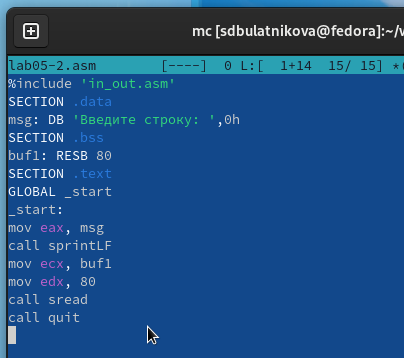 mc [sdbulatnikova@fedora]:~/w
lab05-2.asm [----] 0 L:[ 1+14 15/ 15] *(
%include 'in_out.asm'
SECTION .data
msg: DB 'Введите строку: ',0h
SECTION .bss
buf1: RESB 80
SECTION .text
GLOBAL _start
_start:
mov eax, msg
call sprintLF
mov ecx, buf1
mov edx, 80
call sread
call quit